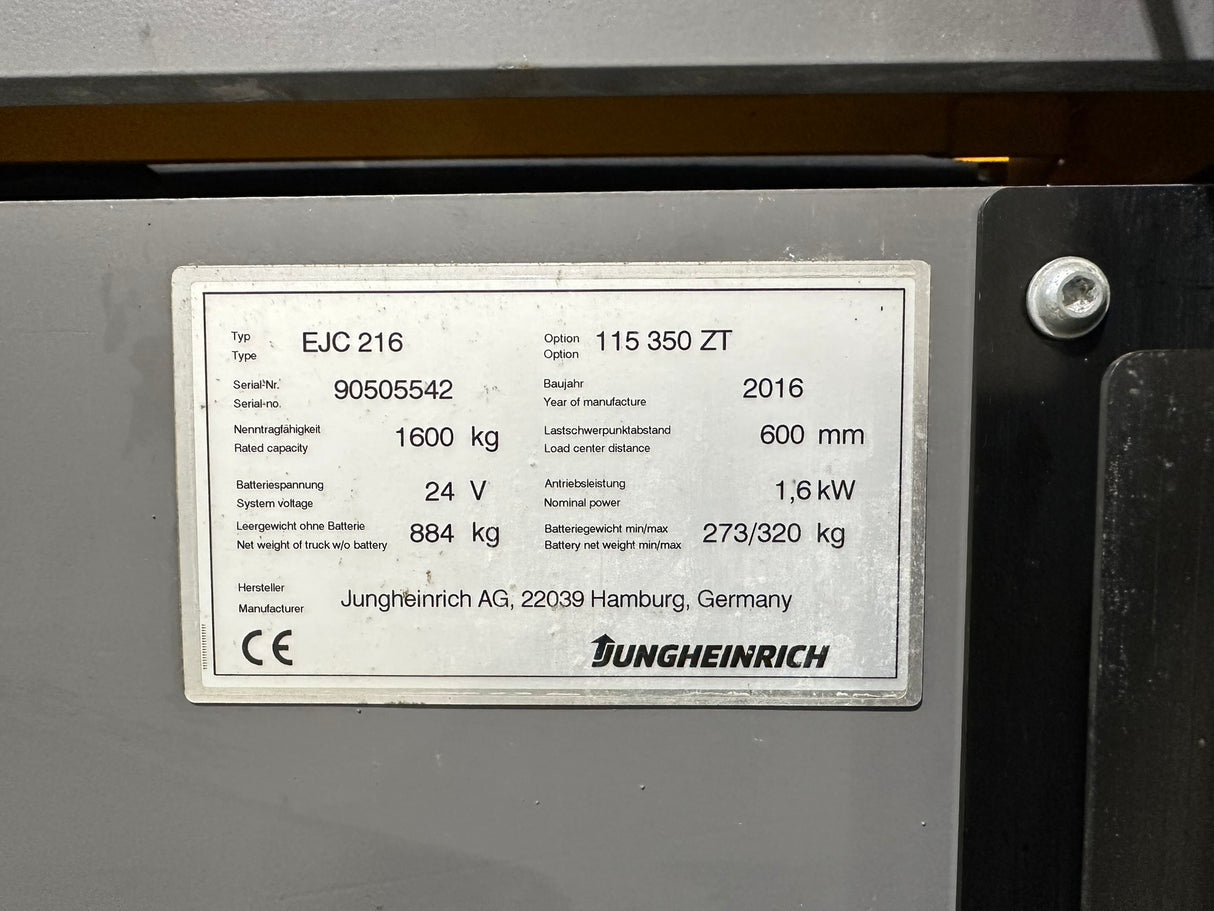 Typ EJC 216 Option 115 350 ZT
Type Option
Serial-Nr. 90505542 Baujahr 2016
Serial-no. Year of manufacture
Nenntragfähigkeit 1600 kg Lastschwerpunktabstand 600 mm
Rated capacity Load center distance
Batteriespannung 24 V Antriebsleistung 1,6 kW
System voltage Nominal power
Leergewicht ohne Batterie 884 kg Batteriegewicht min/max 273/320 kg
Net weight of truck w/o battery Battery net weight min/max
Hersteller Jungheinrich AG, 22039 Hamburg, Germany
Manufacturer
CE JUNGHEINRICH